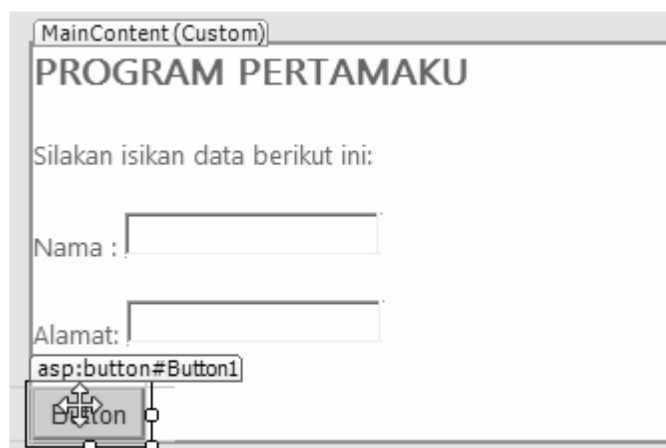 MainContent (Custom)
PROGRAM PERTAMAKU
Silakan isikan data berikut ini:
Nama :
Alamat:
asp:button#Button1
Button